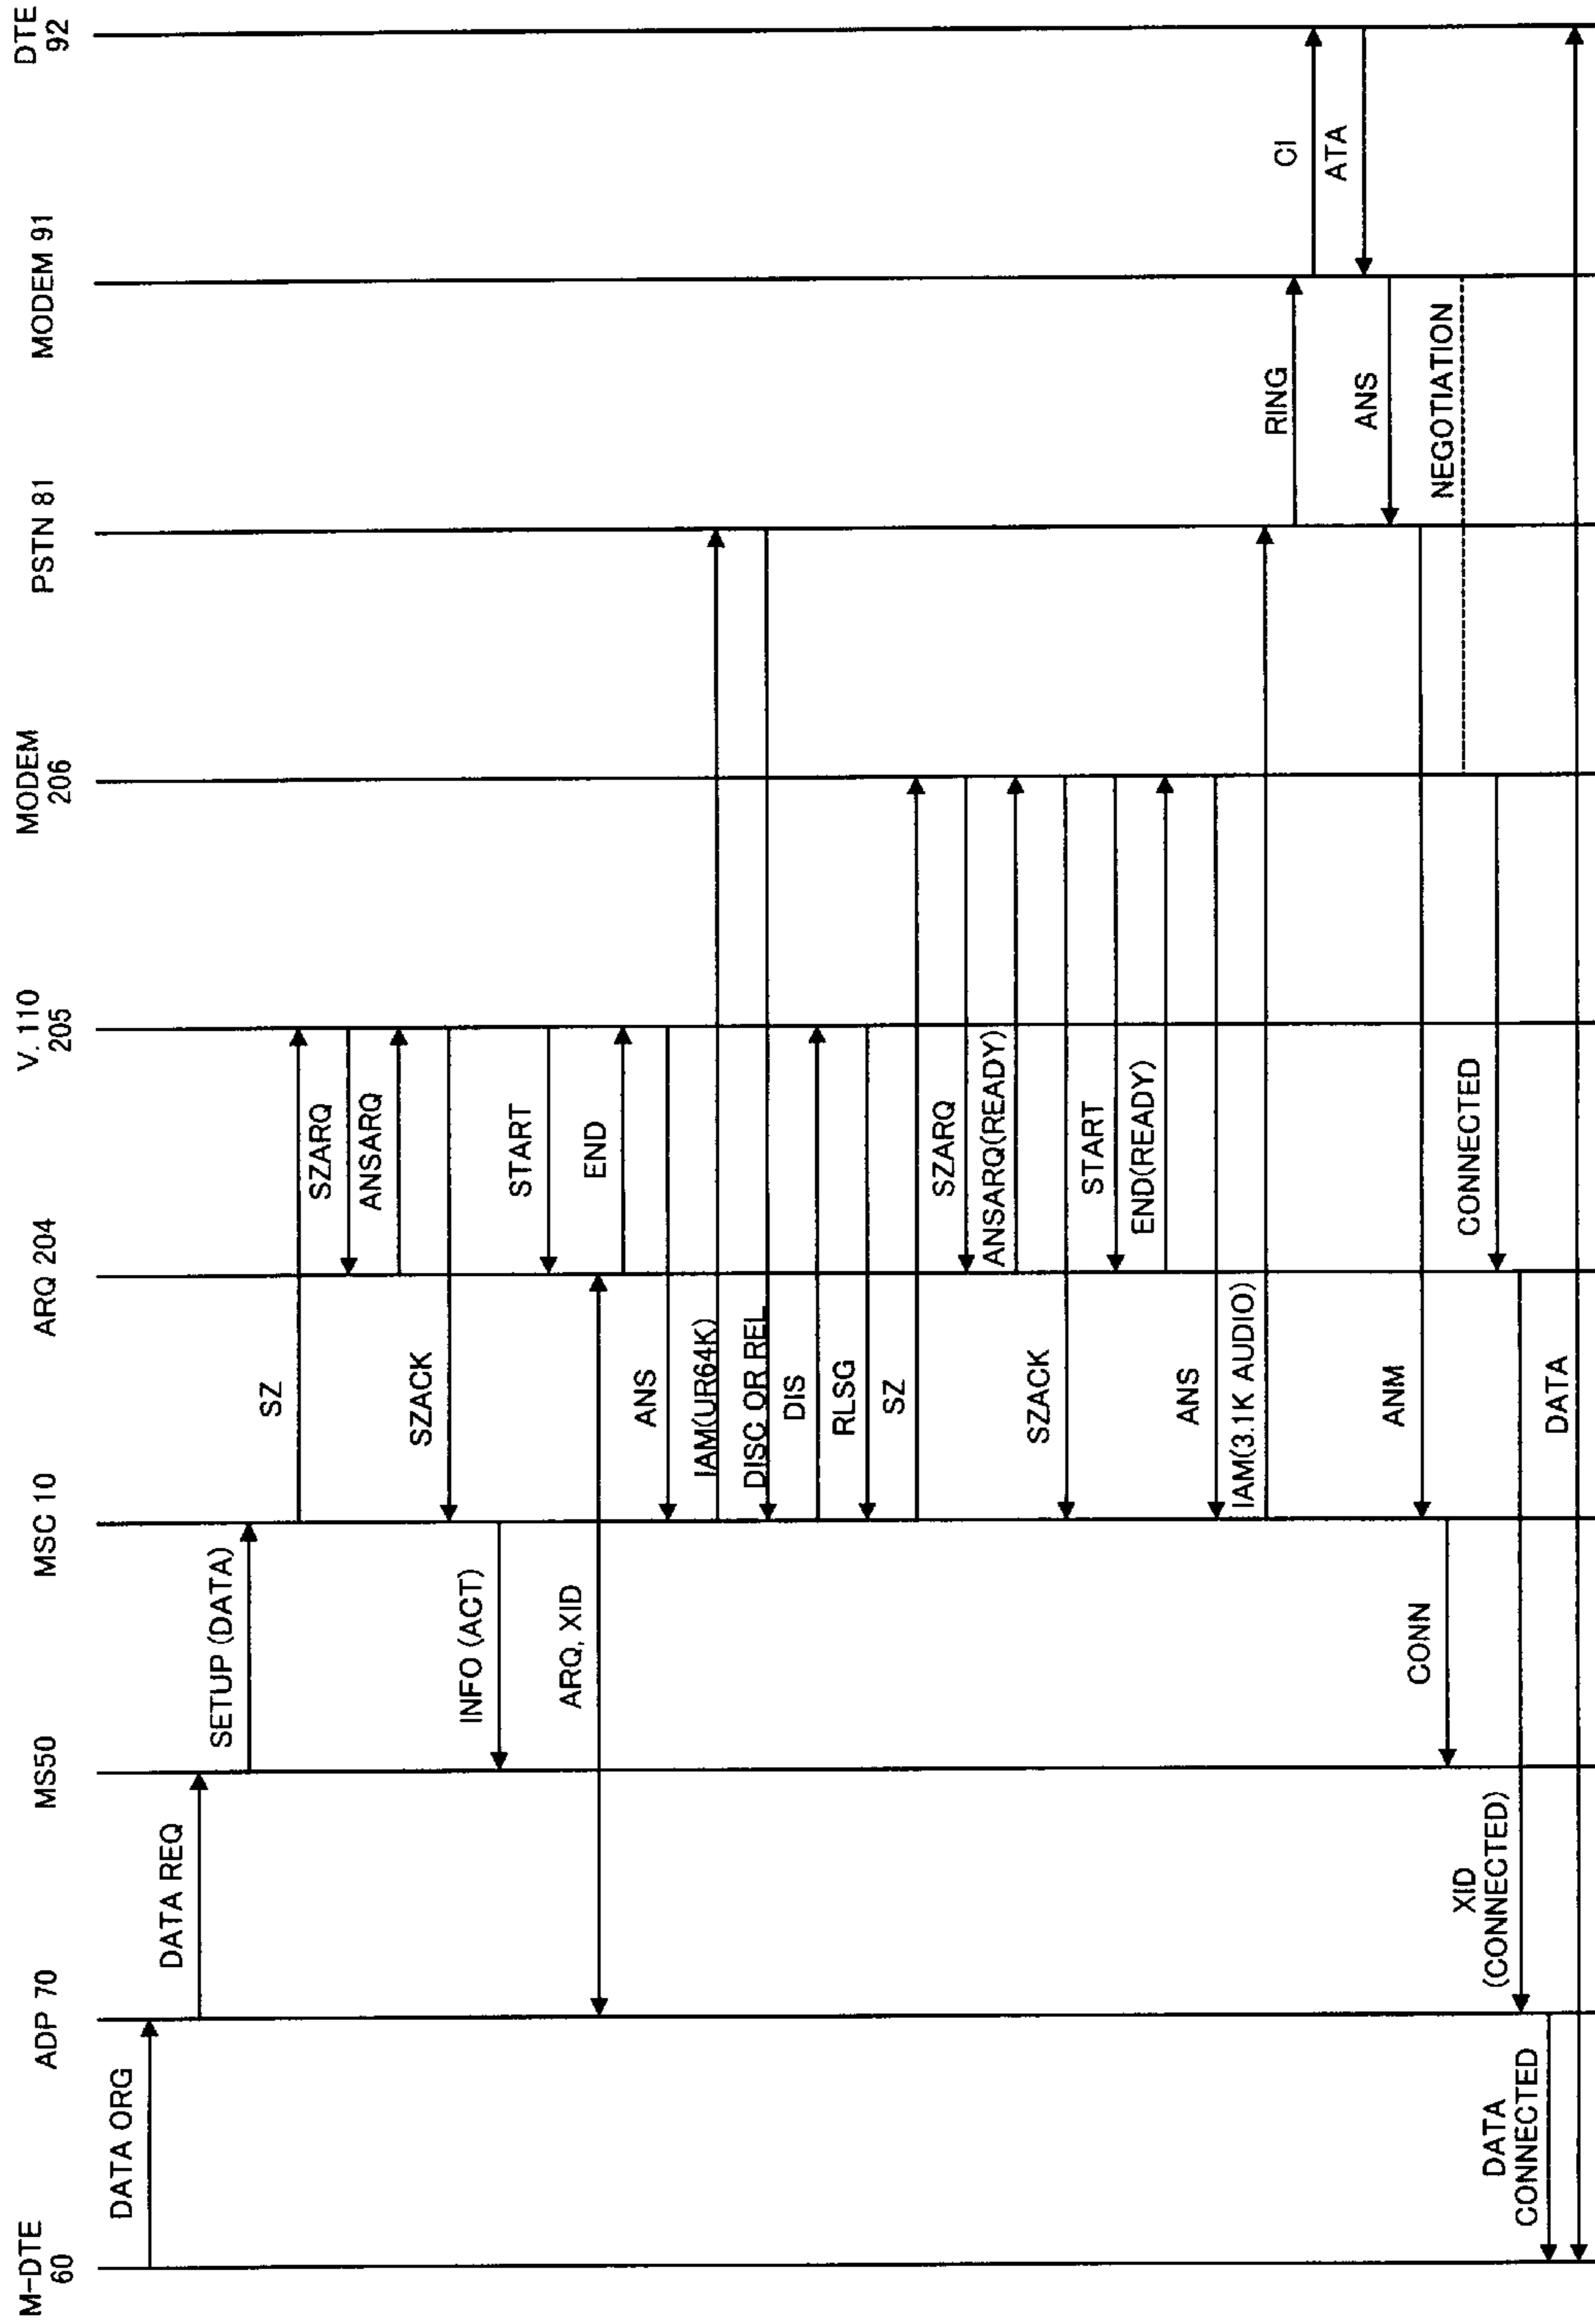 M-DTE
60
ADP 70
MS50
MSC 10
ARQ 204
V. 110
205
MODEM
206
PSTN 81
MODEM 91
DTE
92
DATA ORG
DATA REQ
SETUP (DATA)
SZ
SZARQ
ANSARQ
SZACK
INFO (ACT)
START
ARQ, XID
END
ANS
IAM(UR64K)
DISC OR REL
DIS
RLSG
SZ
SZARQ
ANSARQ(READY)
SZACK
START
END(READY)
ANS
IAM(3.1K AUDIO)
RING
CI
ATA
ANS
ANM
CONN
NEGOTIATION
CONNECTED
XID
(CONNECTED)
DATA
CONNECTED
DATA